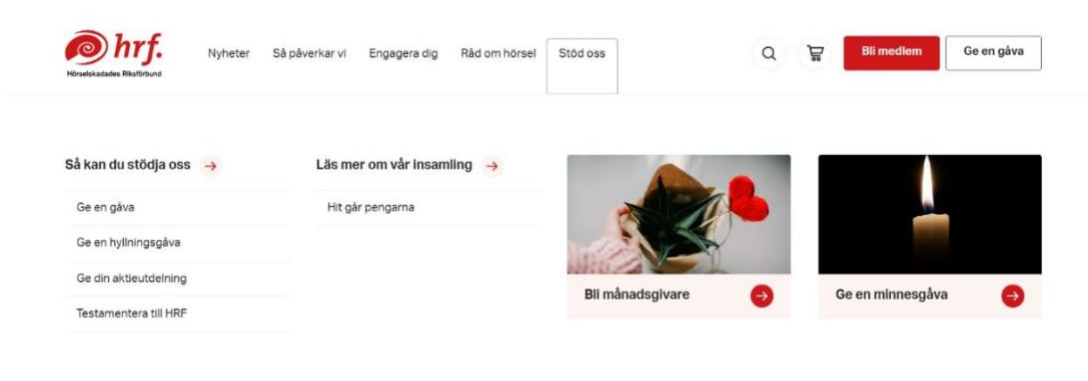 hrf.
Hörselskadades Riksförbund
Nyheter
Så påverkar vi
Engagera dig
Råd om hörsel
Stöd oss
Bli medlem
Ge en gåva
Så kan du stödja oss
Ge en gåva
Ge en hyllningsgåva
Ge din aktieutdelning
Testamentera till HRF
Läs mer om vår insamling
Hit går pengarna
Bli månadsgivare
Ge en minnesgåva